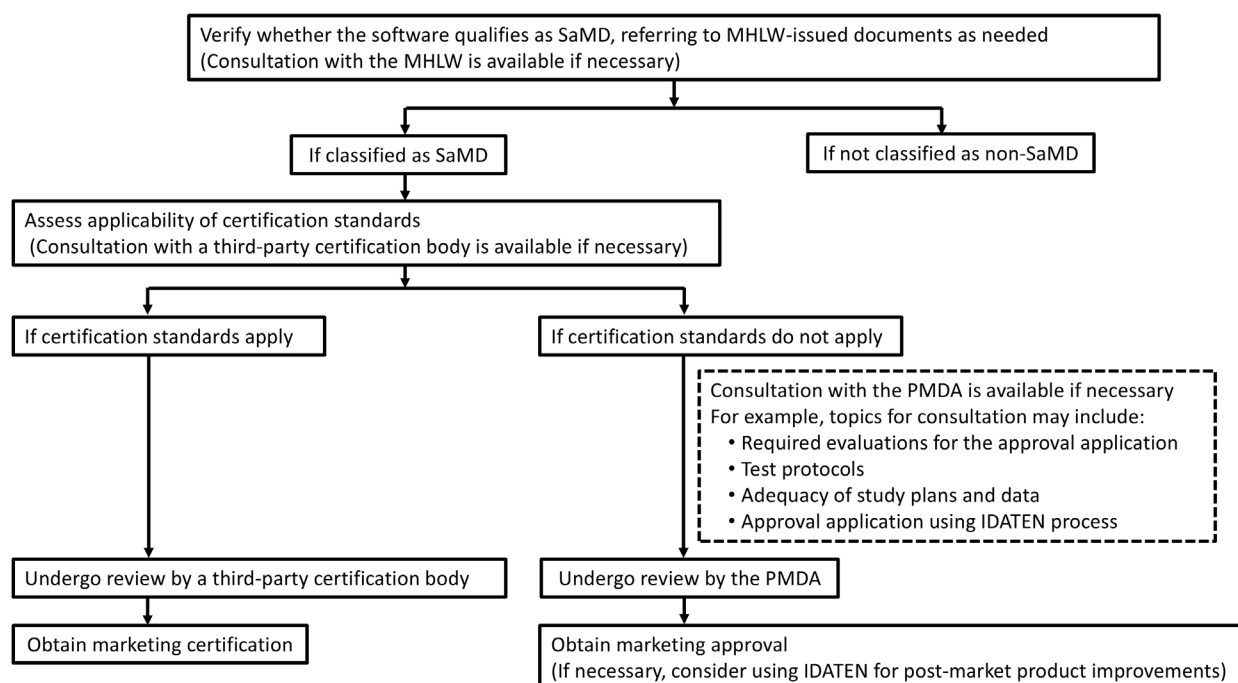 Verify whether the software qualifies as SaMD, referring to MHLW-issued documents as needed
(Consultation with the MHLW is available if necessary)
If classified as SaMD
If not classified as non-SaMD
Assess applicability of certification standards
(Consultation with a third-party certification body is available if necessary)
If certification standards apply
If certification standards do not apply
Consultation with the PMDA is available if necessary
For example, topics for consultation may include:
• Required evaluations for the approval application
• Test protocols
• Adequacy of study plans and data
• Approval application using IDATEN process
Undergo review by a third-party certification body
Undergo review by the PMDA
Obtain marketing certification
Obtain marketing approval
(If necessary, consider using IDATEN for post-market product improvements)